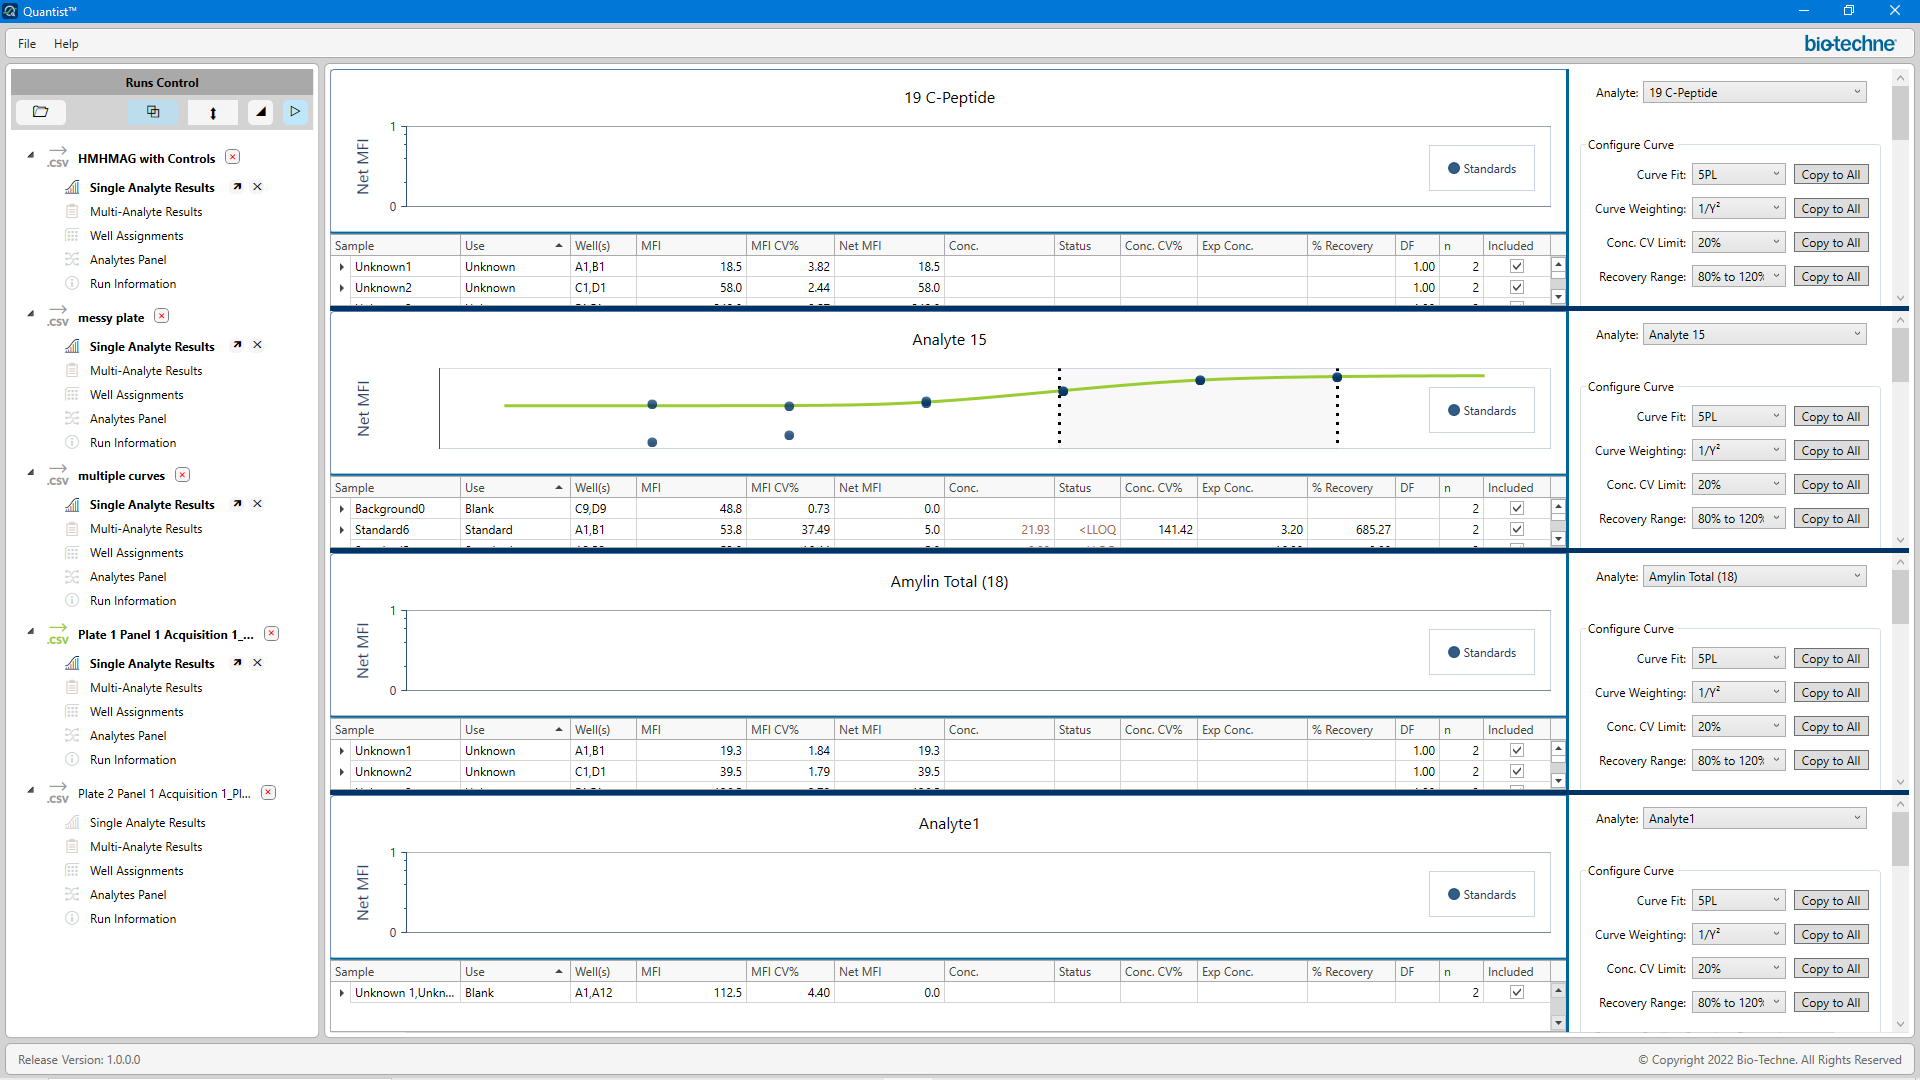 Quantist™
File Help
bio-techne
Runs Control
.CSV HMHMAG with Controls
Single Analyte Results
Multi-Analyte Results
Well Assignments
Analytes Panel
Run Information
.CSV messy plate
Single Analyte Results
Multi-Analyte Results
Well Assignments
Analytes Panel
Run Information
.CSV multiple curves
Single Analyte Results
Multi-Analyte Results
Well Assignments
Analytes Panel
Run Information
.CSV Plate 1 Panel 1 Acquisition 1_...
Single Analyte Results
Multi-Analyte Results
Well Assignments
Analytes Panel
Run Information
.CSV Plate 2 Panel 1 Acquisition 1_Pl...
Single Analyte Results
Multi-Analyte Results
Well Assignments
Analytes Panel
Run Information
19 C-Peptide
Net MFI
1
0
Standards
Sample Use Well(s) MFI MFI CV% Net MFI Conc. Status Conc. CV% Exp Conc. % Recovery DF n Included
Unknown1 Unknown A1,B1 18.5 3.82 18.5 1.00 2
Unknown2 Unknown C1,D1 58.0 2.44 58.0 1.00 2
Analyte: 19 C-Peptide
Configure Curve
Curve Fit: 5PL Copy to All
Curve Weighting: 1/Y² Copy to All
Conc. CV Limit: 20% Copy to All
Recovery Range: 80% to 120% Copy to All
Analyte 15
Net MFI
Standards
Sample Use Well(s) MFI MFI CV% Net MFI Conc. Status Conc. CV% Exp Conc. % Recovery DF n Included
Background0 Blank C9,D9 48.8 0.73 0.0 2
Standard6 Standard A1,B1 53.8 37.49 5.0 21.93 <LLOQ 141.42 3.20 685.27 2
Analyte: Analyte 15
Configure Curve
Curve Fit: 5PL Copy to All
Curve Weighting: 1/Y² Copy to All
Conc. CV Limit: 20% Copy to All
Recovery Range: 80% to 120% Copy to All
Amylin Total (18)
Net MFI
1
0
Standards
Sample Use Well(s) MFI MFI CV% Net MFI Conc. Status Conc. CV% Exp Conc. % Recovery DF n Included
Unknown1 Unknown A1,B1 19.3 1.84 19.3 1.00 2
Unknown2 Unknown C1,D1 39.5 1.79 39.5 1.00 2
Analyte: Amylin Total (18)
Configure Curve
Curve Fit: 5PL Copy to All
Curve Weighting: 1/Y² Copy to All
Conc. CV Limit: 20% Copy to All
Recovery Range: 80% to 120% Copy to All
Analyte1
Net MFI
1
0
Standards
Sample Use Well(s) MFI MFI CV% Net MFI Conc. Status Conc. CV% Exp Conc. % Recovery DF n Included
Unknown 1,Unkn... Blank A1,A12 112.5 4.40 0.0 2
Analyte: Analyte1
Configure Curve
Curve Fit: 5PL Copy to All
Curve Weighting: 1/Y² Copy to All
Conc. CV Limit: 20% Copy to All
Recovery Range: 80% to 120% Copy to All
Release Version: 1.0.0.0
© Copyright 2022 Bio-Techne. All Rights Reserved